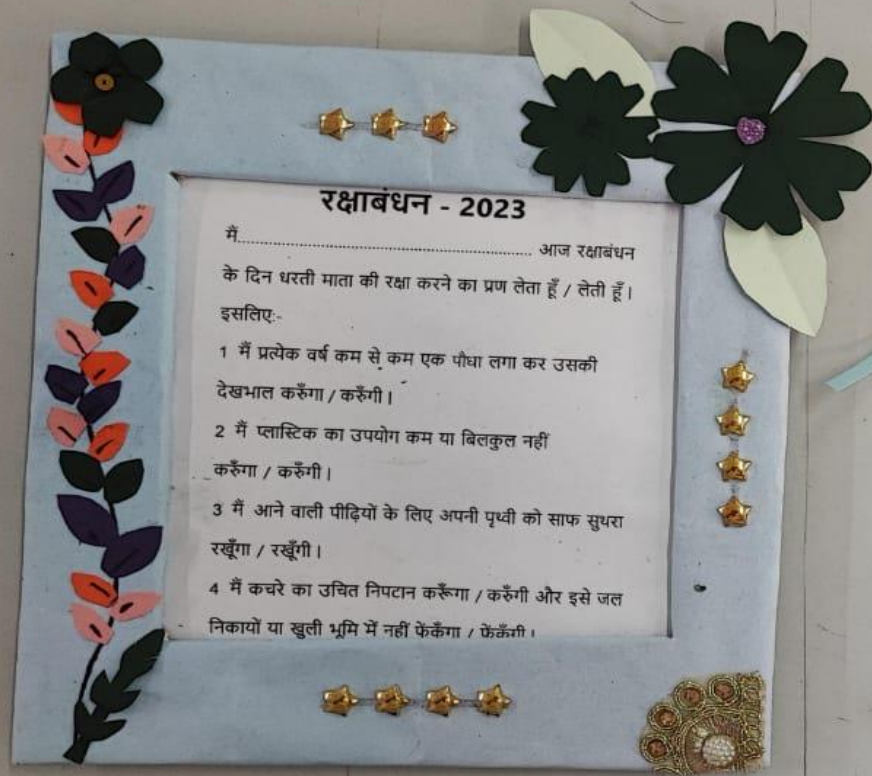 रक्षाबंधन - 2023
मैं.................................................................. आज रक्षाबंधन
के दिन धरती माता की रक्षा करने का प्रण लेता हूँ / लेती हूँ।
इसलिए:-
1 मैं प्रत्येक वर्ष कम से कम एक पौधा लगा कर उसकी
देखभाल करुँगा / करुँगी।
2 मैं प्लास्टिक का उपयोग कम या बिलकुल नहीं
करुँगा / करुँगी।
3 मैं आने वाली पीढ़ियों के लिए अपनी पृथ्वी को साफ सुथरा
रखूँगा / रखूँगी।
4 मैं कचरे का उचित निपटान करूँगा / करुँगी और इसे जल
निकायों या खुली भूमि में नहीं फेंकूँगा / फेंकूँगी।